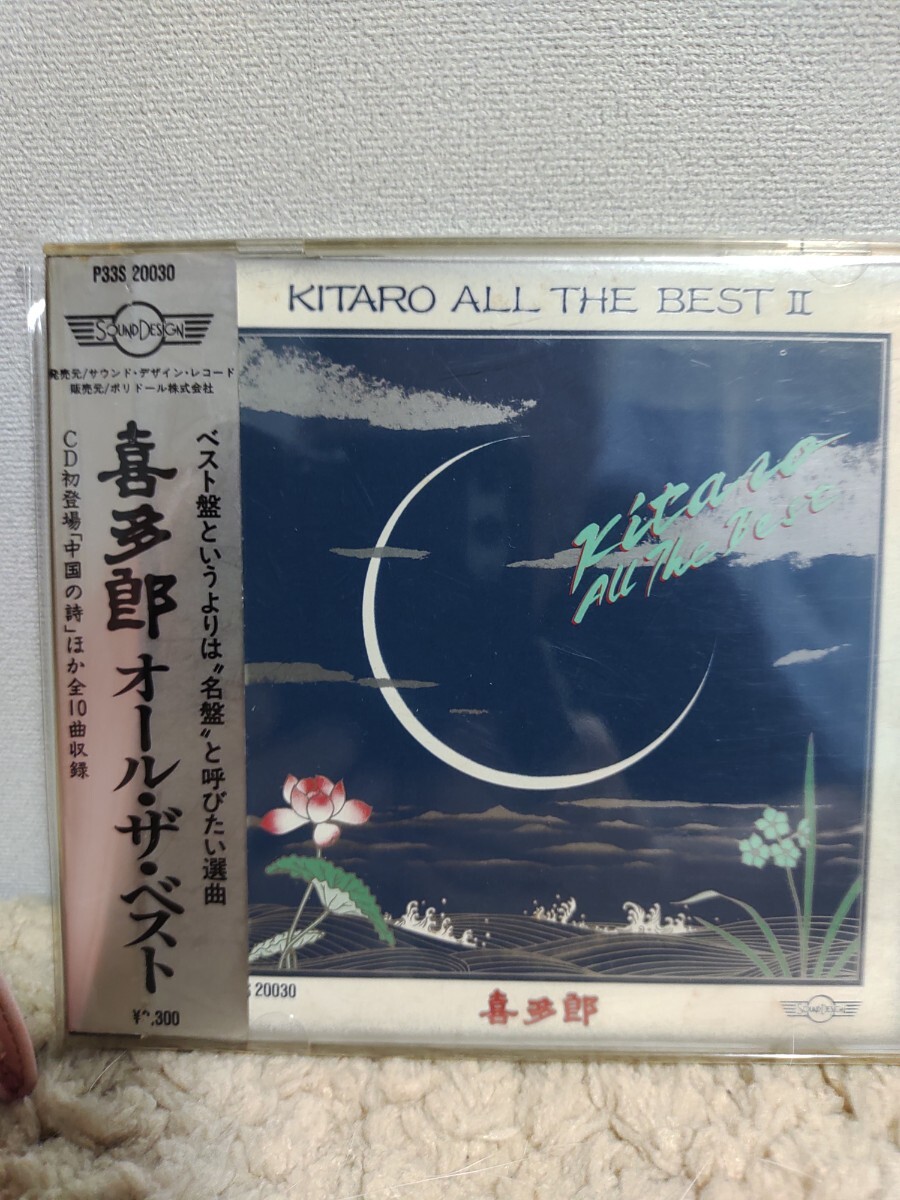 P33S 20030
SOUND DESIGN
発売元/サウンド・デザイン・レコード
販売元/ポリドール株式会社
ベスト盤というよりは〝名盤〟と呼びたい選曲
喜多郎 オール・ザ・ベスト
CD初登場「中国の詩」ほか全10曲収録
,300
KITARO ALL THE BEST II
Kitaro
All The Best
20030
喜多郎
SOUND DESIGN